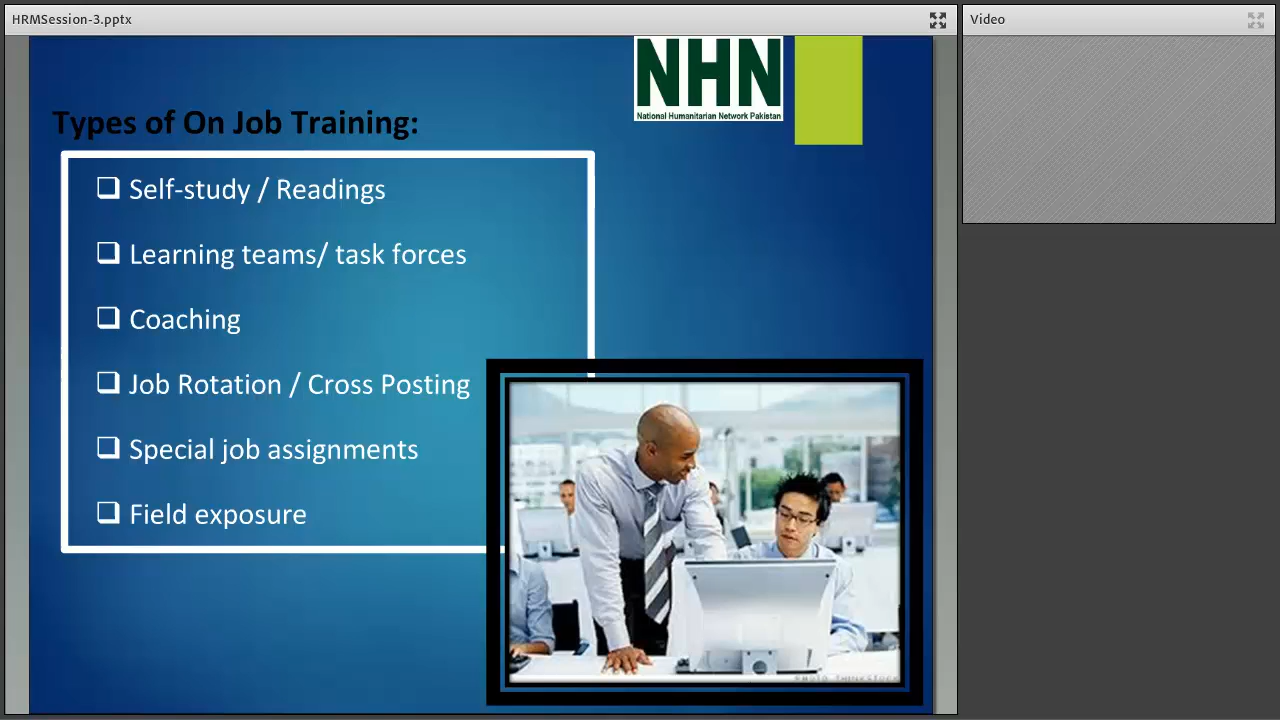 HRMSession-3.pptx
Video
NHN
National Humanitarian Network Pakistan
Types of On Job Training:
❑ Self-study / Readings
❑ Learning teams/ task forces
❑ Coaching
❑ Job Rotation / Cross Posting
❑ Special job assignments
❑ Field exposure